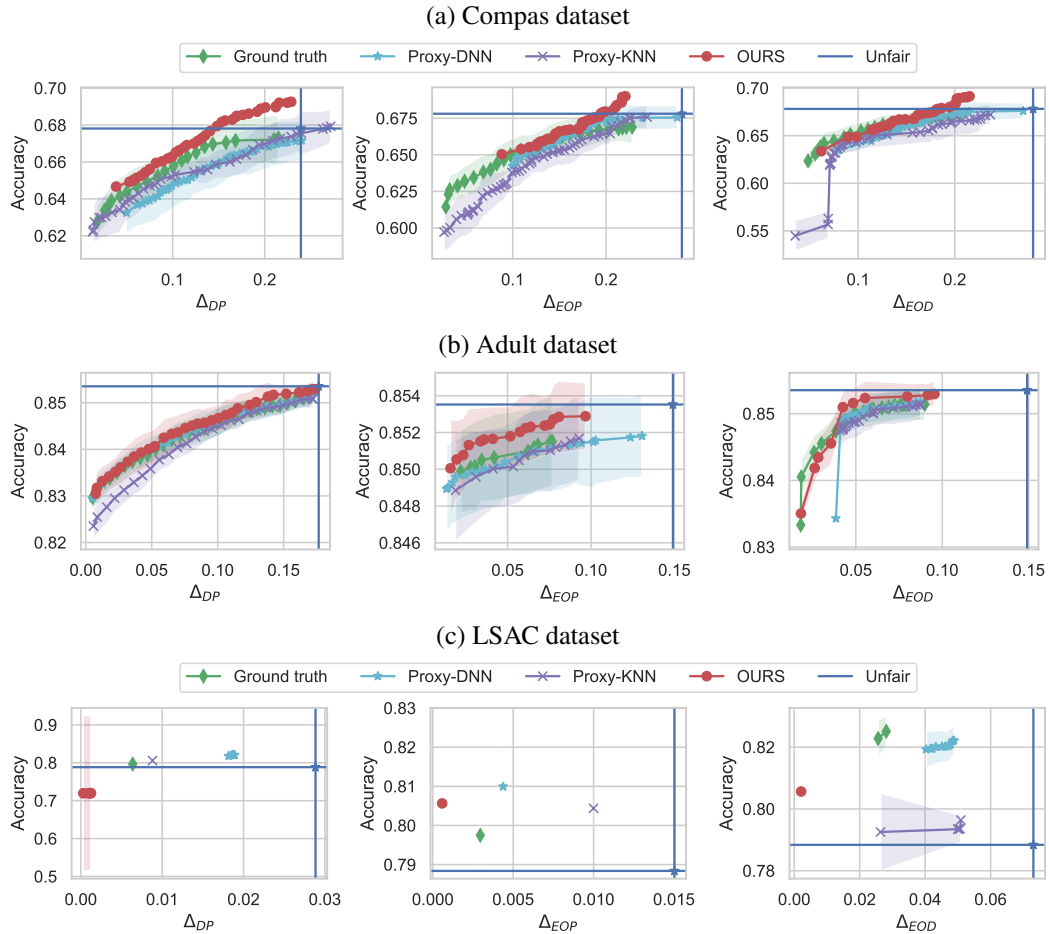 (a) Compas dataset
Ground truth Proxy-DNN Proxy-KNN OURS Unfair
Accuracy
0.70
0.68
0.66
0.64
0.62
0.1 0.2
Δ_DP
Accuracy
0.675
0.650
0.625
0.600
0.1 0.2
Δ_EOP
Accuracy
0.70
0.65
0.60
0.55
0.1 0.2
Δ_EOD
(b) Adult dataset
Accuracy
0.85
0.84
0.83
0.82
0.00 0.05 0.10 0.15
Δ_DP
Accuracy
0.854
0.852
0.850
0.848
0.846
0.05 0.10 0.15
Δ_EOP
Accuracy
0.85
0.84
0.83
0.05 0.10 0.15
Δ_EOD
(c) LSAC dataset
Ground truth Proxy-DNN Proxy-KNN OURS Unfair
Accuracy
0.9
0.8
0.7
0.6
0.5
0.00 0.01 0.02 0.03
Δ_DP
Accuracy
0.83
0.82
0.81
0.80
0.79
0.000 0.005 0.010 0.015
Δ_EOP
Accuracy
0.82
0.80
0.78
0.00 0.02 0.04 0.06
Δ_EOD